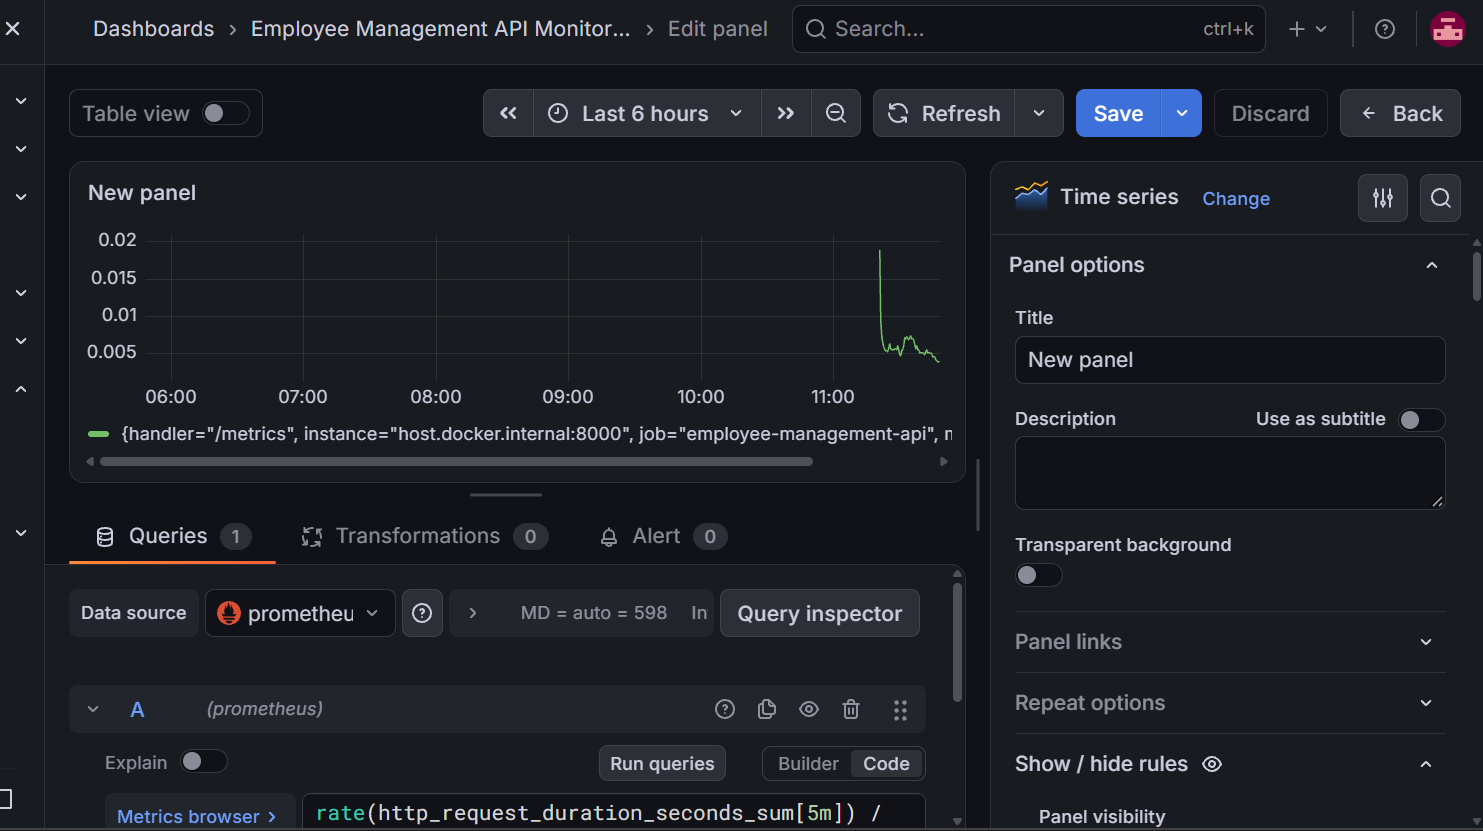 Dashboards › Employee Management API Monitor... › Edit panel
Search... ctrl+k
Table view
Last 6 hours
Refresh
Save
Discard
Back
New panel
0.02
0.015
0.01
0.005
06:00 07:00 08:00 09:00 10:00 11:00
{handler="/metrics", instance="host.docker.internal:8000", job="employee-management-api",
Queries 1 Transformations 0 Alert 0
Data source prometheu MD = auto = 598 In Query inspector
A (prometheus)
Explain Run queries Builder Code
Metrics browser › rate(http_request_duration_seconds_sum[5m]) /
Time series Change
Panel options
Title
New panel
Description Use as subtitle
Transparent background
Panel links
Repeat options
Show / hide rules
Panel visibility